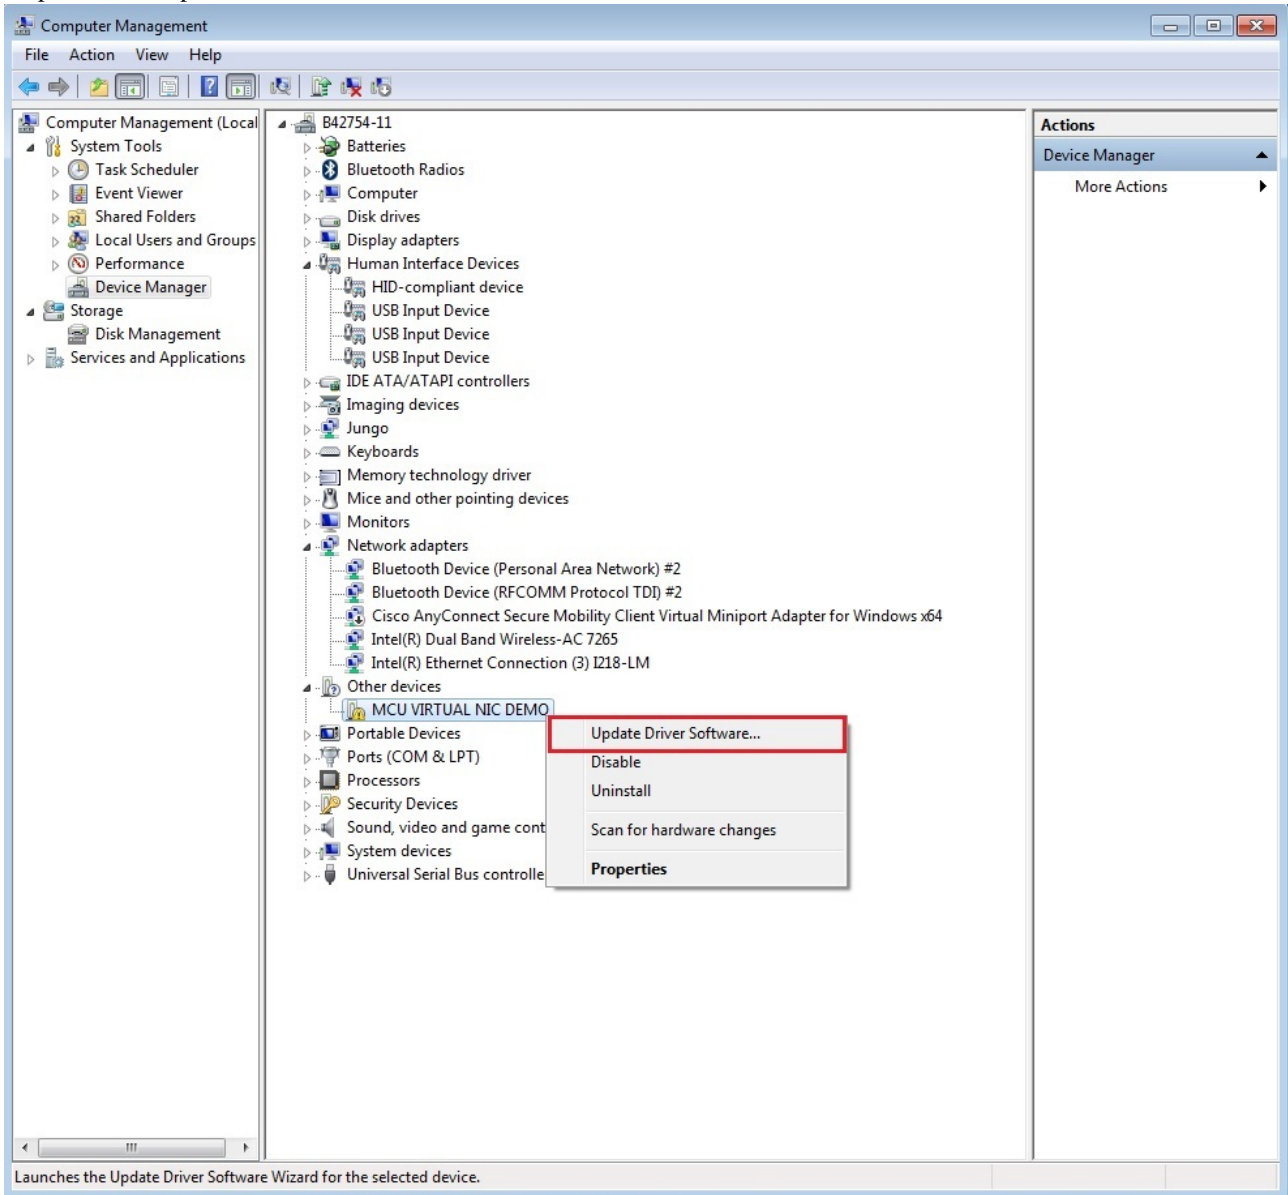 Computer Management
File Action View Help
Computer Management (Local
System Tools
Task Scheduler
Event Viewer
Shared Folders
Local Users and Groups
Performance
Device Manager
Storage
Disk Management
Services and Applications
B42754-11
Batteries
Bluetooth Radios
Computer
Disk drives
Display adapters
Human Interface Devices
HID-compliant device
USB Input Device
USB Input Device
USB Input Device
IDE ATA/ATAPI controllers
Imaging devices
Jungo
Keyboards
Memory technology driver
Mice and other pointing devices
Monitors
Network adapters
Bluetooth Device (Personal Area Network) #2
Bluetooth Device (RFCOMM Protocol TDI) #2
Cisco AnyConnect Secure Mobility Client Virtual Miniport Adapter for Windows x64
Intel(R) Dual Band Wireless-AC 7265
Intel(R) Ethernet Connection (3) I218-LM
Other devices
MCU VIRTUAL NIC DEMO
Portable Devices
Ports (COM & LPT)
Processors
Security Devices
Sound, video and game cont
System devices
Universal Serial Bus controlle
Update Driver Software...
Disable
Uninstall
Scan for hardware changes
Properties
Actions
Device Manager
More Actions
Launches the Update Driver Software Wizard for the selected device.